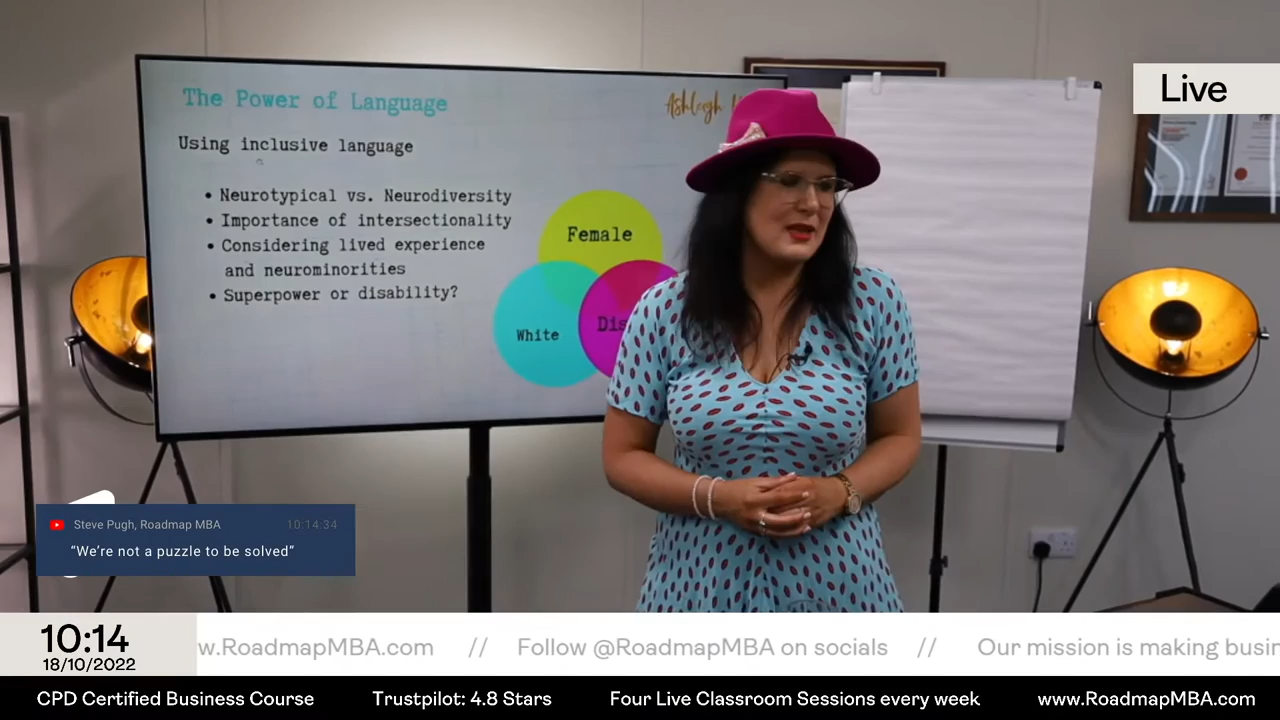 The Power of Language
Ashleigh
Using inclusive language
• Neurotypical vs. Neurodiversity
• Importance of intersectionality
• Considering lived experience
and neurominorities
• Superpower or disability?
Female
White
Dis
Live
Steve Pugh, Roadmap MBA 10:14:34
“We’re not a puzzle to be solved”
10:14
18/10/2022
w.RoadmapMBA.com // Follow @RoadmapMBA on socials // Our mission is making busin
CPD Certified Business Course Trustpilot: 4.8 Stars Four Live Classroom Sessions every week www.RoadmapMBA.com